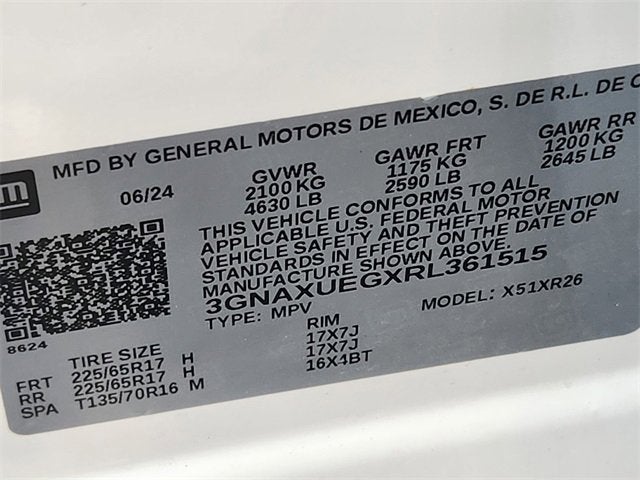 MFD BY GENERAL MOTORS DE MEXICO, S. DE R.L. DE C
gm
06/24
GVWR
2100 KG
4630 LB
GAWR FRT
1175 KG
2590 LB
GAWR RR
1200 KG
2645 LB
THIS VEHICLE CONFORMS TO ALL
APPLICABLE U.S. FEDERAL MOTOR
VEHICLE SAFETY AND THEFT PREVENTION
STANDARDS IN EFFECT ON THE DATE OF
MANUFACTURE SHOWN ABOVE.
3GNAXUEGXRL361515
TYPE: MPV
MODEL: X51XR26
8624
TIRE SIZE
RIM
FRT 225/65R17 H 17X7J
RR 225/65R17 H 17X7J
SPA T135/70R16 M 16X4BT